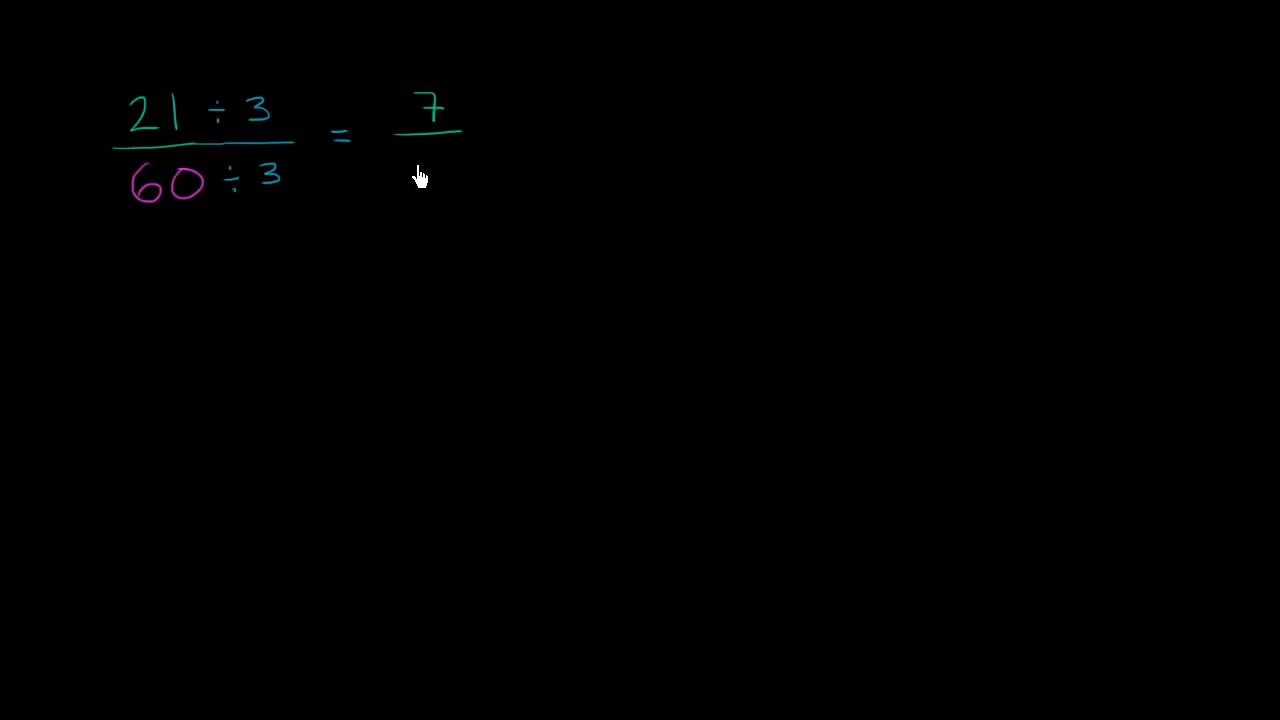 21 ÷ 3 = 7
60 ÷ 3